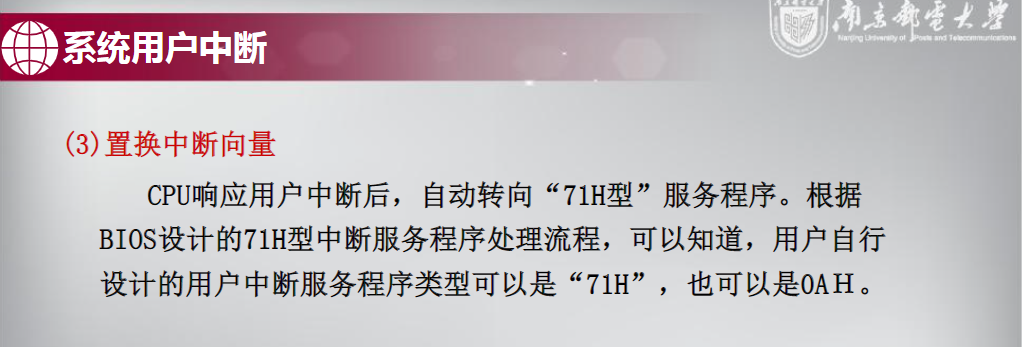 系统用户中断
南京邮电大学
Nanjing University of Posts and Telecommunications
(3)置换中断向量
CPU响应用户中断后，自动转向“71H型”服务程序。根据
BIOS设计的71H型中断服务程序处理流程，可以知道，用户自行
设计的用户中断服务程序类型可以是“71H”，也可以是0AＨ。